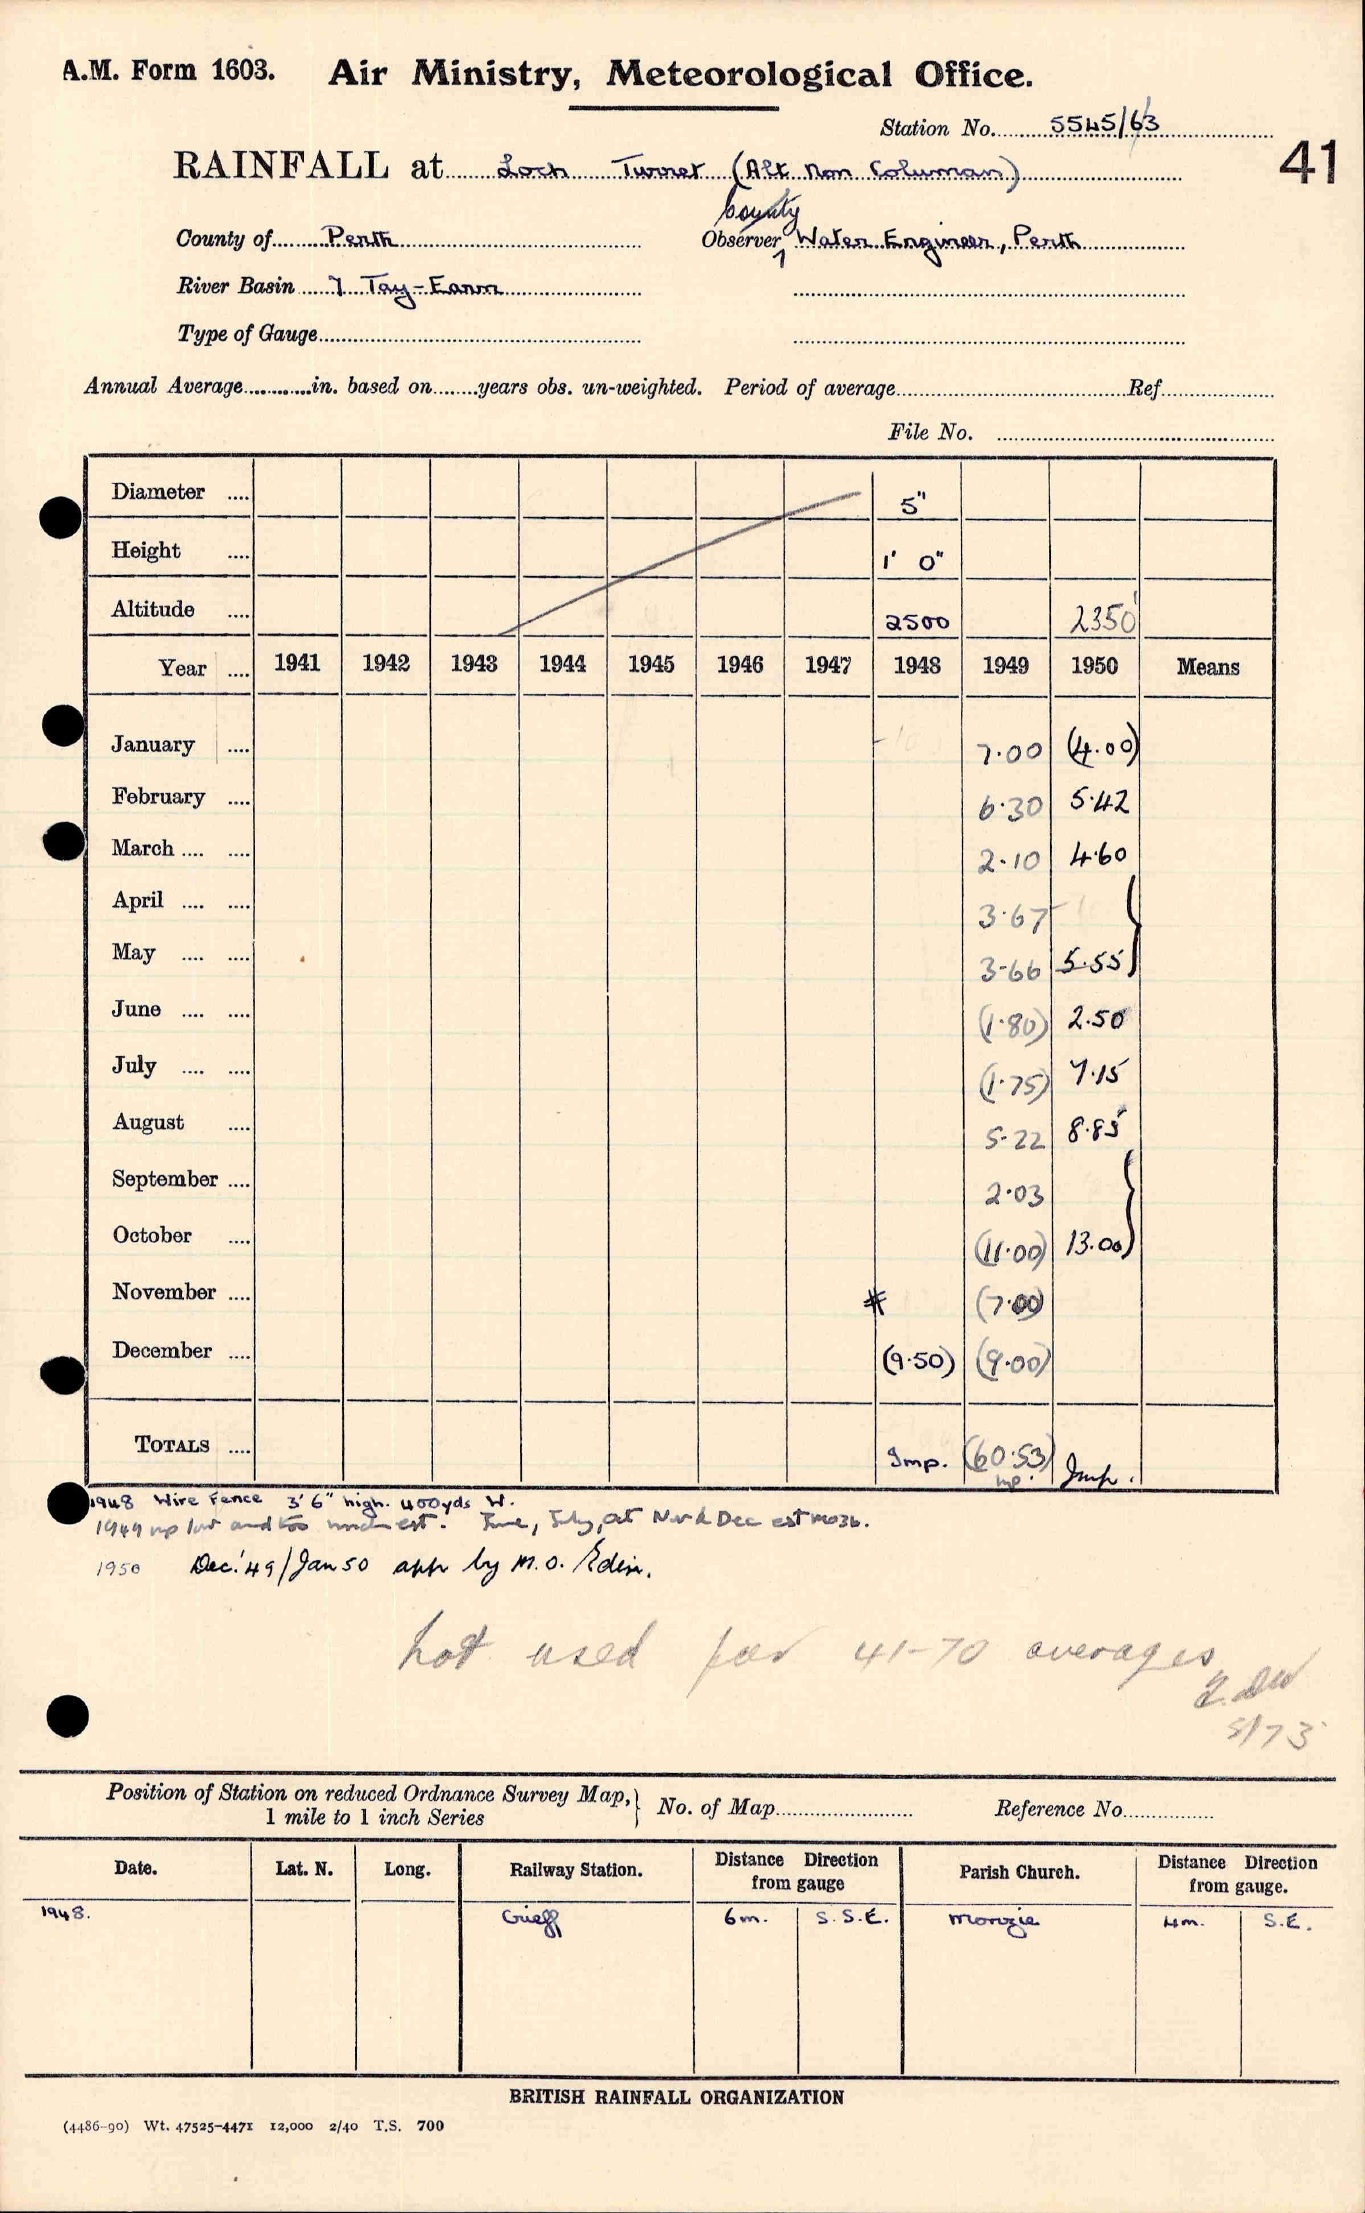 A.M. Form 1603. Air Ministry, Meteorological Office.
Station No. 5545/63
41
RAINFALL at Loch Turret (Alt Non Columan)
County
County of Perth Observer Water Engineer, Perth
River Basin 7 Tay-Earn
Type of Gauge
Annual Average in. based on years obs. un-weighted. Period of average Ref.
File No.
Diameter .... 5"
Height .... 1' 0"
Altitude .... 2500 2350'
Year .... 1941 1942 1943 1944 1945 1946 1947 1948 1949 1950 Means
January .... 7.00 (4.00)
February .... 6.30 5.42
March .... .... 2.10 4.60
April .... .... 3.67
May .... .... 3.66 5.55}
June .... .... (1.80) 2.50
July .... .... (1.75) 7.15
August .... 5.22 8.85
September .... 2.03
October .... (11.00) 13.00}
November .... # (7.00)
December .... (9.50) (9.00)
TOTALS .... Imp. (60.53) Imp.
np.
1948 Wire Fence 3' 6" high. 400yds W.
1949 np low and too much est. June, July, Oct Nov & Dec est mo3b.
1950 Dec. '49/Jan 50 app by M.O. Edin.
not used for 41-70 averages
5/73
Position of Station on reduced Ordnance Survey Map,} No. of Map Reference No.
1 mile to 1 inch Series
Date. Lat. N. Long. Railway Station. Distance Direction from gauge Parish Church. Distance Direction from gauge.
1948. Crieff 6m. S.S.E. Monzie 4m. S.E.
BRITISH RAINFALL ORGANIZATION
(4486-90) Wt. 47525-4471 12,000 2/40 T.S. 700